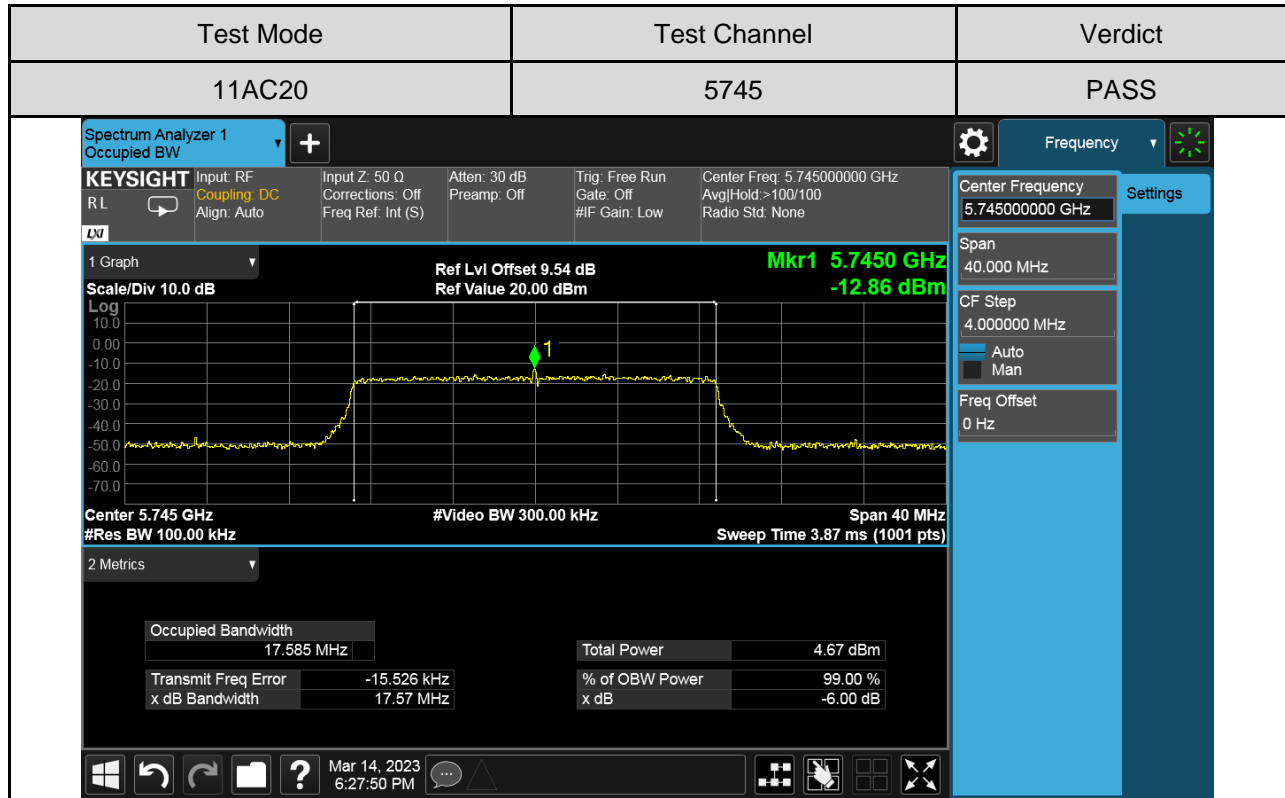 Test Mode Test Channel Verdict
11AC20 5745 PASS
Spectrum Analyzer 1
Occupied BW
+
Frequency
KEYSIGHT
RL
LXI
Input: RF
Coupling: DC
Align: Auto
Input Z: 50 Ω
Corrections: Off
Freq Ref: Int (S)
Atten: 30 dB
Preamp: Off
Trig: Free Run
Gate: Off
#IF Gain: Low
Center Freq: 5.745000000 GHz
Avg|Hold:>100/100
Radio Std: None
Center Frequency
5.745000000 GHz
Settings
Span
40.000 MHz
CF Step
4.000000 MHz
Auto
Man
Freq Offset
0 Hz
1 Graph
Scale/Div 10.0 dB
Ref Lvl Offset 9.54 dB
Ref Value 20.00 dBm
Mkr1 5.7450 GHz
-12.86 dBm
Log
10.0
0.00
-10.0
-20.0
-30.0
-40.0
-50.0
-60.0
-70.0
1
Center 5.745 GHz #Video BW 300.00 kHz Span 40 MHz
#Res BW 100.00 kHz Sweep Time 3.87 ms (1001 pts)
2 Metrics
Occupied Bandwidth
17.585 MHz
Total Power 4.67 dBm
Transmit Freq Error -15.526 kHz
% of OBW Power 99.00 %
x dB Bandwidth 17.57 MHz
x dB -6.00 dB
?
Mar 14, 2023
6:27:50 PM